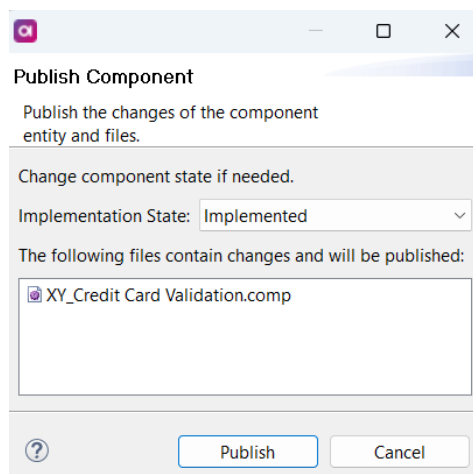 Publish Component
Publish the changes of the component
entity and files.
Change component state if needed.
Implementation State: Implemented
The following files contain changes and will be published:
XY_Credit Card Validation.comp
? Publish Cancel